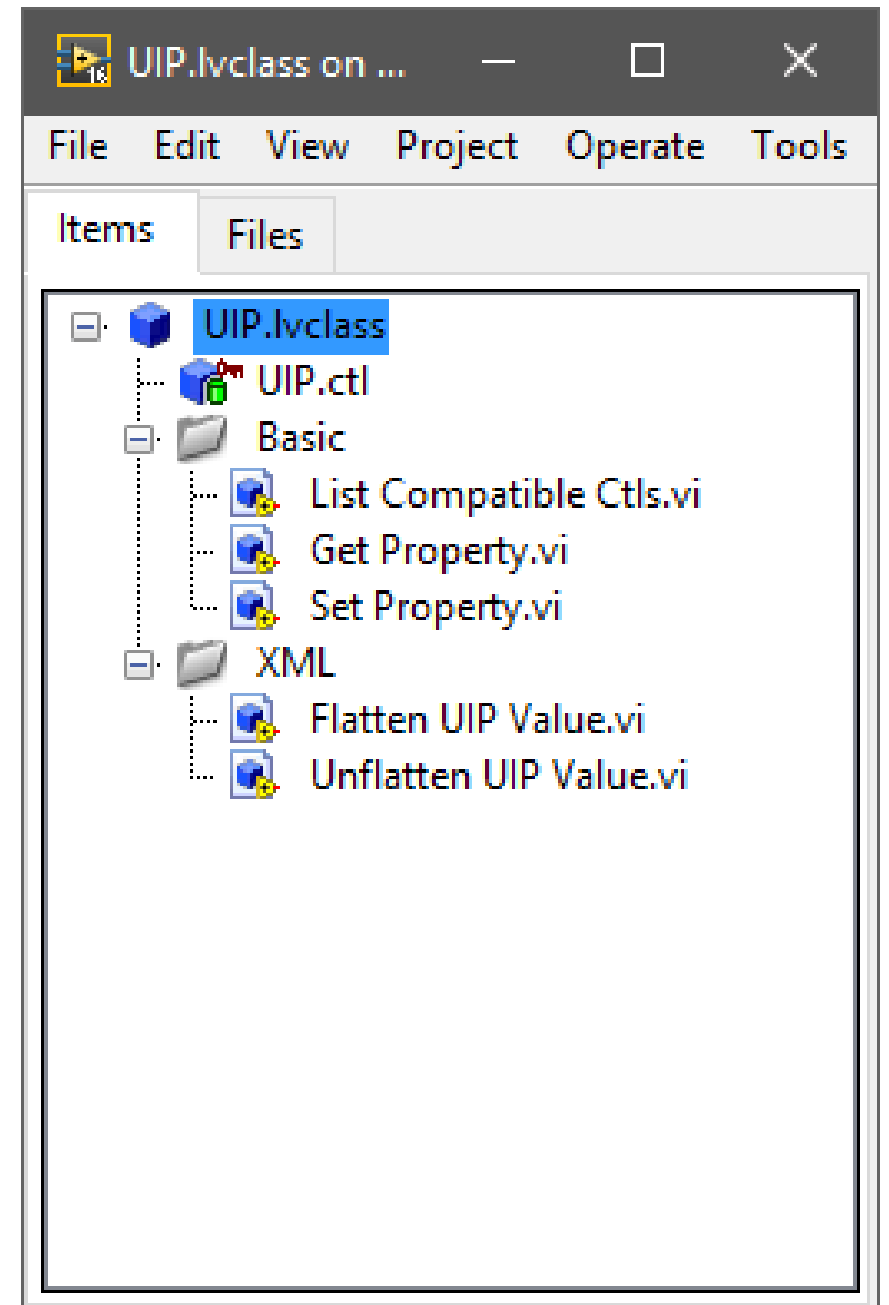 UIP.lvclass on ...
File Edit View Project Operate Tools
Items Files
UIP.lvclass
UIP.ctl
Basic
List Compatible Ctls.vi
Get Property.vi
Set Property.vi
XML
Flatten UIP Value.vi
Unflatten UIP Value.vi